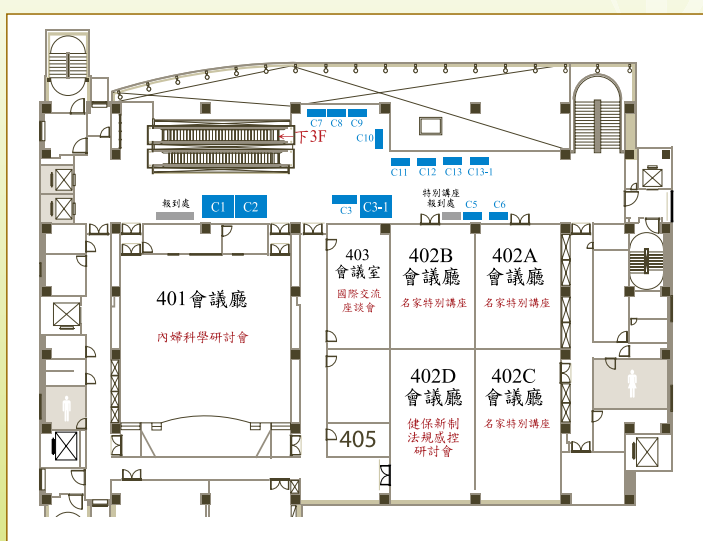 C7 C8 C9
C10
←下3F
C11 C12 C13 C13-1
報到處
C1 C2
C3 C3-1
特別講座
報到處
C5 C6
401會議廳
內婦科學研討會
403
會議室
國際交流
座談會
402B
會議廳
名家特別講座
402A
會議廳
名家特別講座
402D
會議廳
健保新制
法規感控
研討會
402C
會議廳
名家特別講座
405